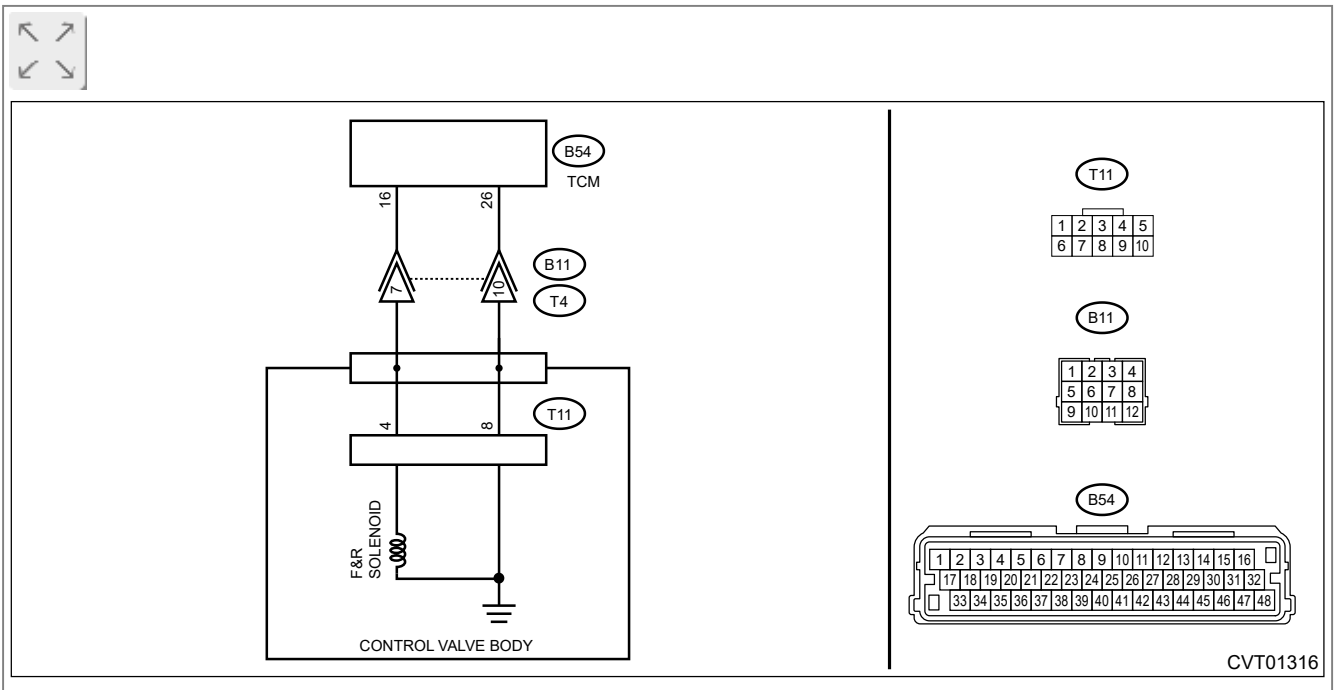 B54
TCM
16 26
B11
7 10
T4
T11
4 8
F&R
SOLENOID
CONTROL VALVE BODY
T11
1 2 3 4 5
6 7 8 9 10
B11
1 2 3 4
5 6 7 8
9 10 11 12
B54
1 2 3 4 5 6 7 8 9 10 11 12 13 14 15 16
17 18 19 20 21 22 23 24 25 26 27 28 29 30 31 32
33 34 35 36 37 38 39 40 41 42 43 44 45 46 47 48
CVT01316